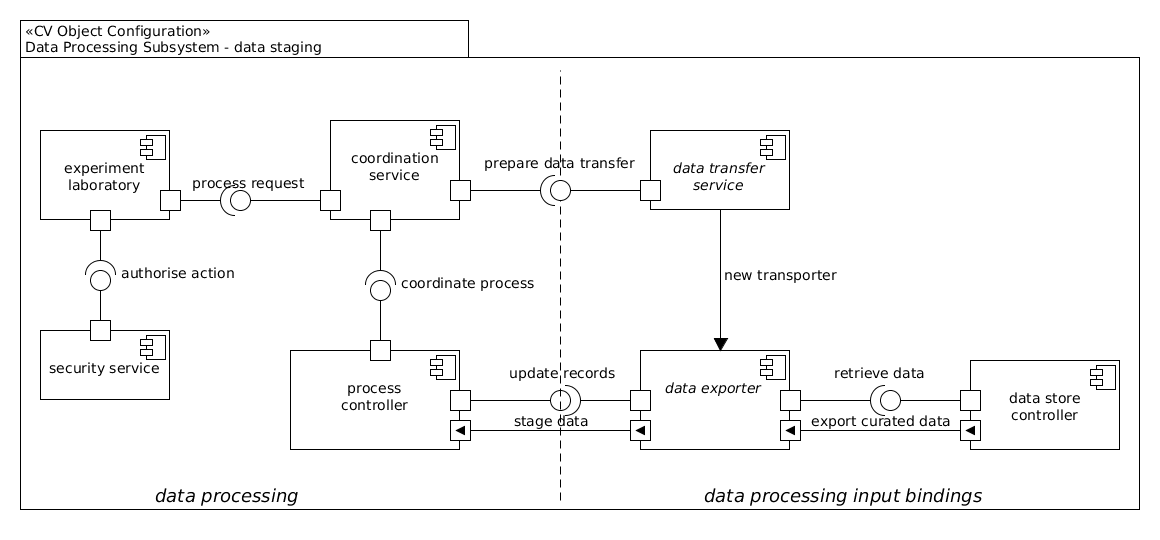 «CV Object Configuration»
Data Processing Subsystem - data staging
experiment
laboratory
process request
coordination
service
prepare data transfer
data transfer
service
authorise action
coordinate process
new transporter
security service
process
controller
update records
stage data
data exporter
retrieve data
export curated data
data store
controller
data processing
data processing input bindings